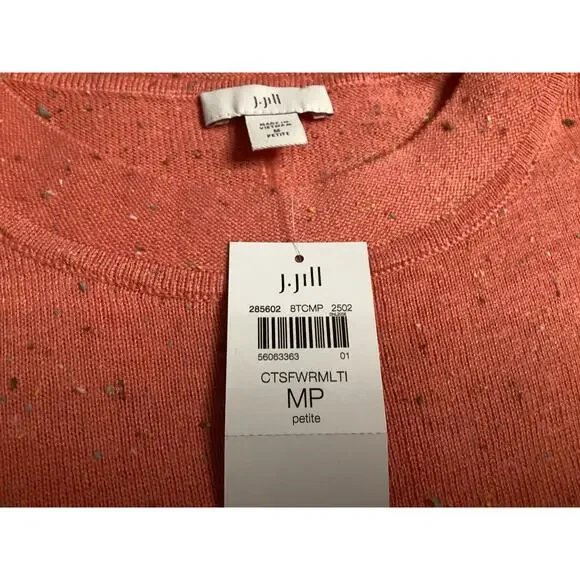 J.Jill
MADE IN
VIETNAM
M
PETITE
J.Jill
285602 8TCMP 2502
56063363 01
CTSFWRMLTI
MP
petite